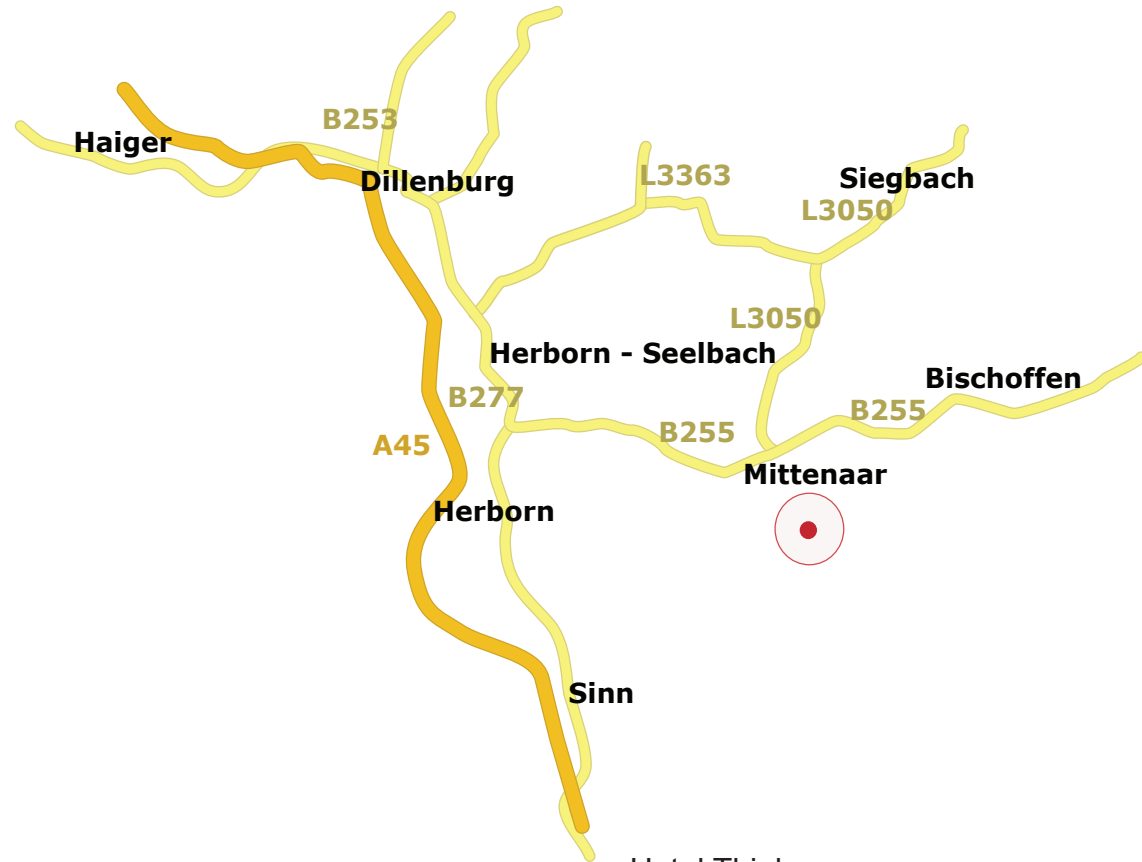 B253
Haiger
Dillenburg
L3363
Siegbach
L3050
L3050
Herborn - Seelbach
Bischoffen
B277
B255
B255
A45
Mittenaar
Herborn
Sinn